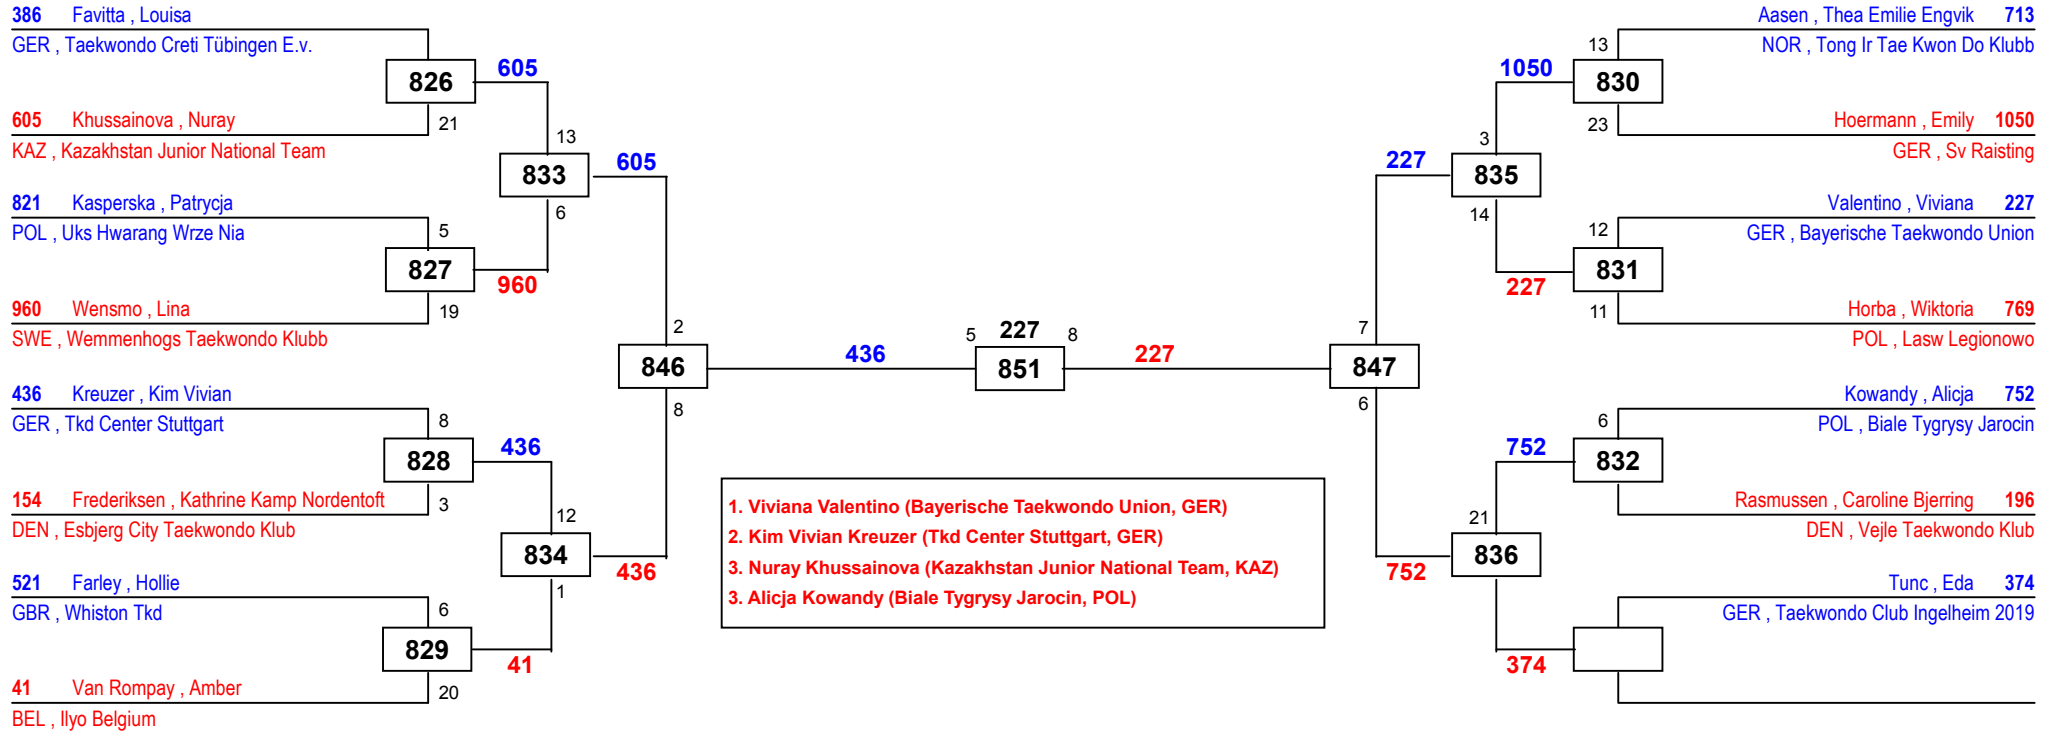 386 Favitta , Louisa
GER , Taekwondo Creti Tübingen E.v.
826
605
605 Khussainova , Nuray
21
KAZ , Kazakhstan Junior National Team
13
833
605
6
821 Kasperska , Patrycja
POL , Uks Hwarang Wrze Nia
5
827
960
960 Wensmo , Lina
19
SWE , Wemmenhogs Taekwondo Klubb
2
846
436
8
436 Kreuzer , Kim Vivian
GER , Tkd Center Stuttgart
8
828
436
154 Frederiksen , Kathrine Kamp Nordentoft
3
DEN , Esbjerg City Taekwondo Klub
12
834
436
1
521 Farley , Hollie
GBR , Whiston Tkd
6
829
41
41 Van Rompay , Amber
20
BEL , Ilyo Belgium
5 227 8
851
227
1. Viviana Valentino (Bayerische Taekwondo Union, GER)
2. Kim Vivian Kreuzer (Tkd Center Stuttgart, GER)
3. Nuray Khussainova (Kazakhstan Junior National Team, KAZ)
3. Alicja Kowandy (Biale Tygrysy Jarocin, POL)
Aasen , Thea Emilie Engvik 713
13
NOR , Tong Ir Tae Kwon Do Klubb
1050
830
23
Hoermann , Emily 1050
GER , Sv Raisting
3
227
835
14
Valentino , Viviana 227
12
GER , Bayerische Taekwondo Union
831
227
11
Horba , Wiktoria 769
POL , Lasw Legionowo
7
847
6
Kowandy , Alicja 752
6
POL , Biale Tygrysy Jarocin
752
832
Rasmussen , Caroline Bjerring 196
DEN , Vejle Taekwondo Klub
21
836
752
Tunc , Eda 374
GER , Taekwondo Club Ingelheim 2019
374